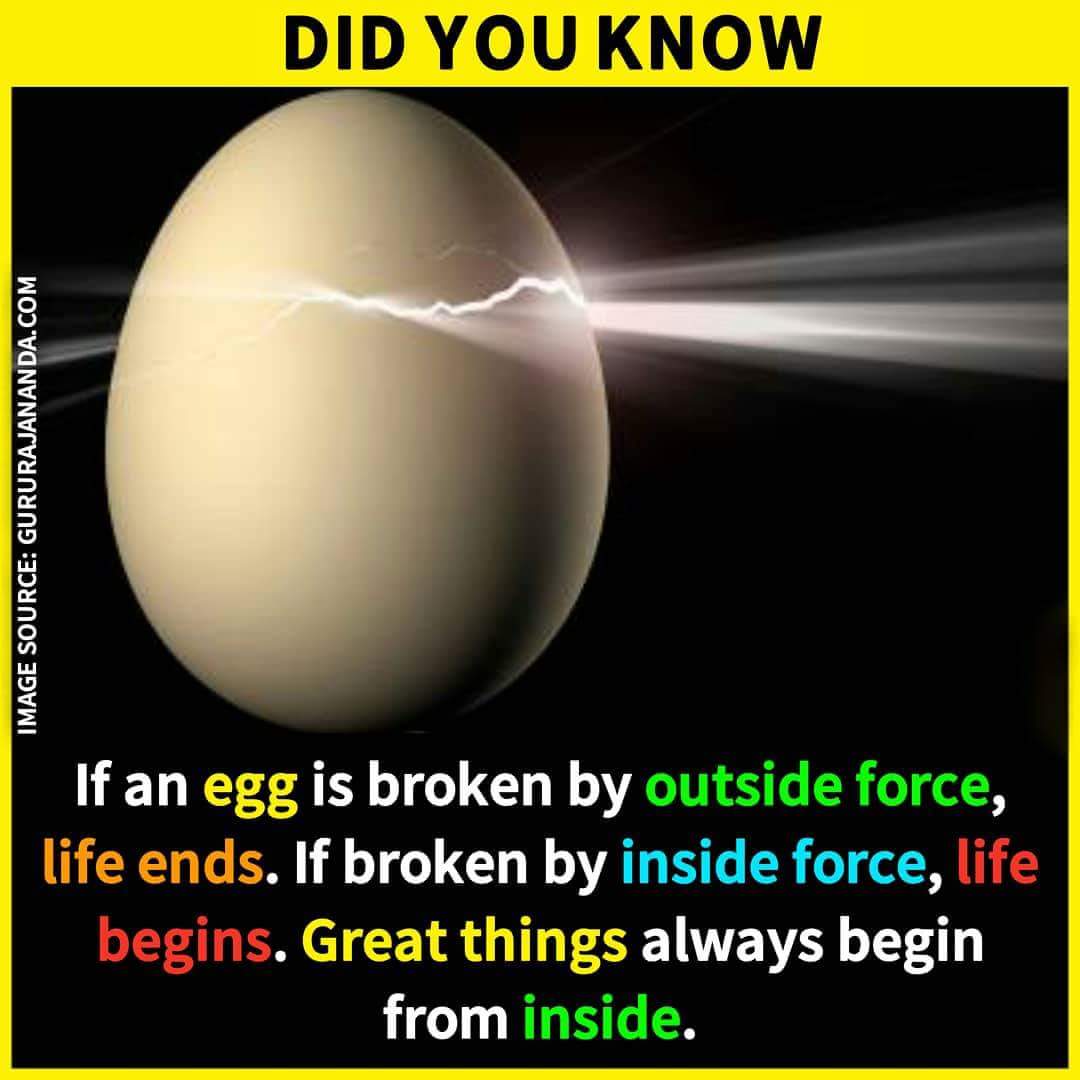 DID YOU KNOW
IMAGE SOURCE: GURURAJANANDA.COM
If an egg is broken by outside force,
life ends. If broken by inside force, life
begins. Great things always begin
from inside.